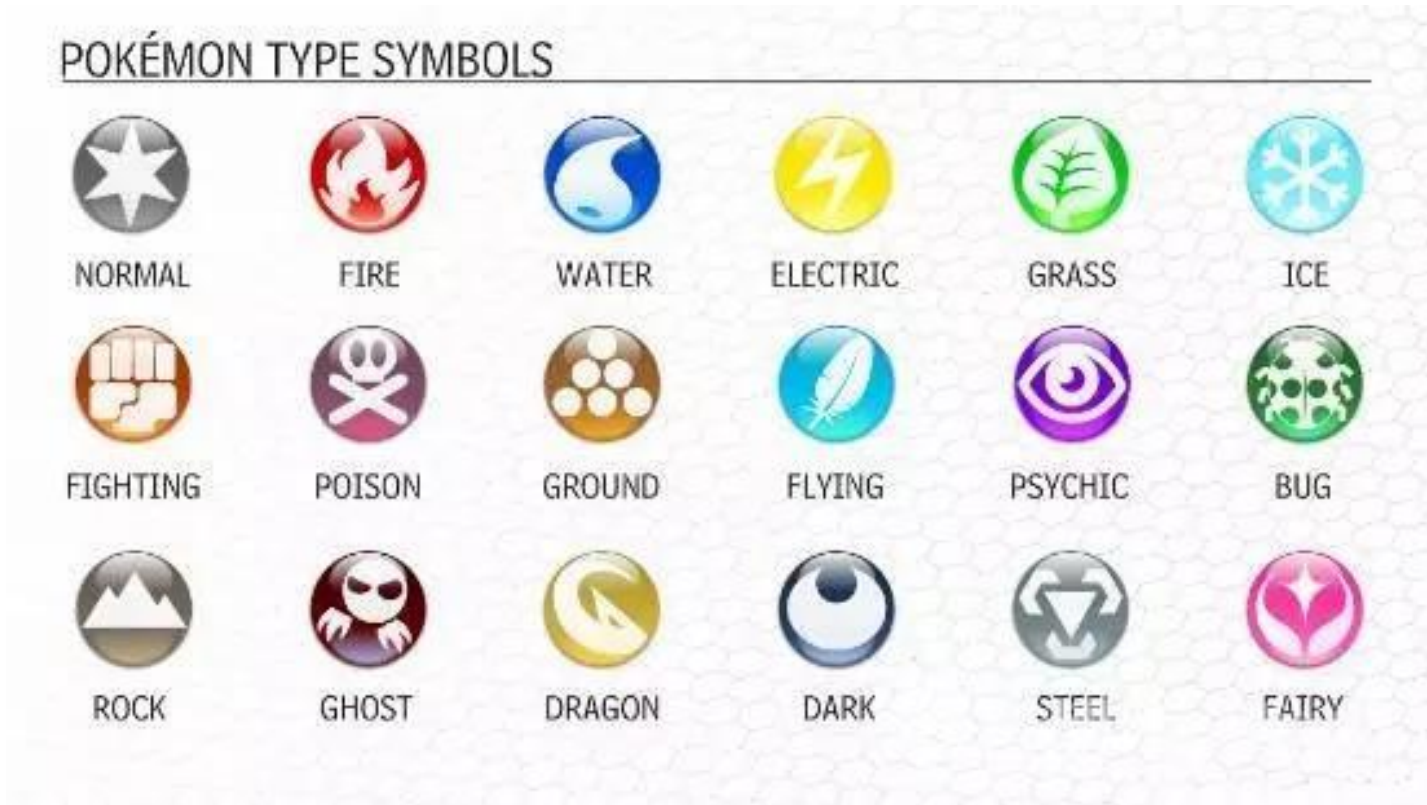 POKÉMON TYPE SYMBOLS
NORMAL FIRE WATER ELECTRIC GRASS ICE
FIGHTING POISON GROUND FLYING PSYCHIC BUG
ROCK GHOST DRAGON DARK STEEL FAIRY